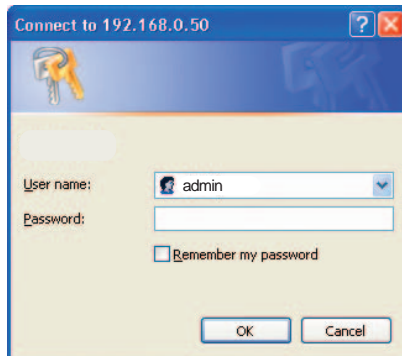 Connect to 192.168.0.50
User name:
admin
Password:
Remember my password
OK
Cancel